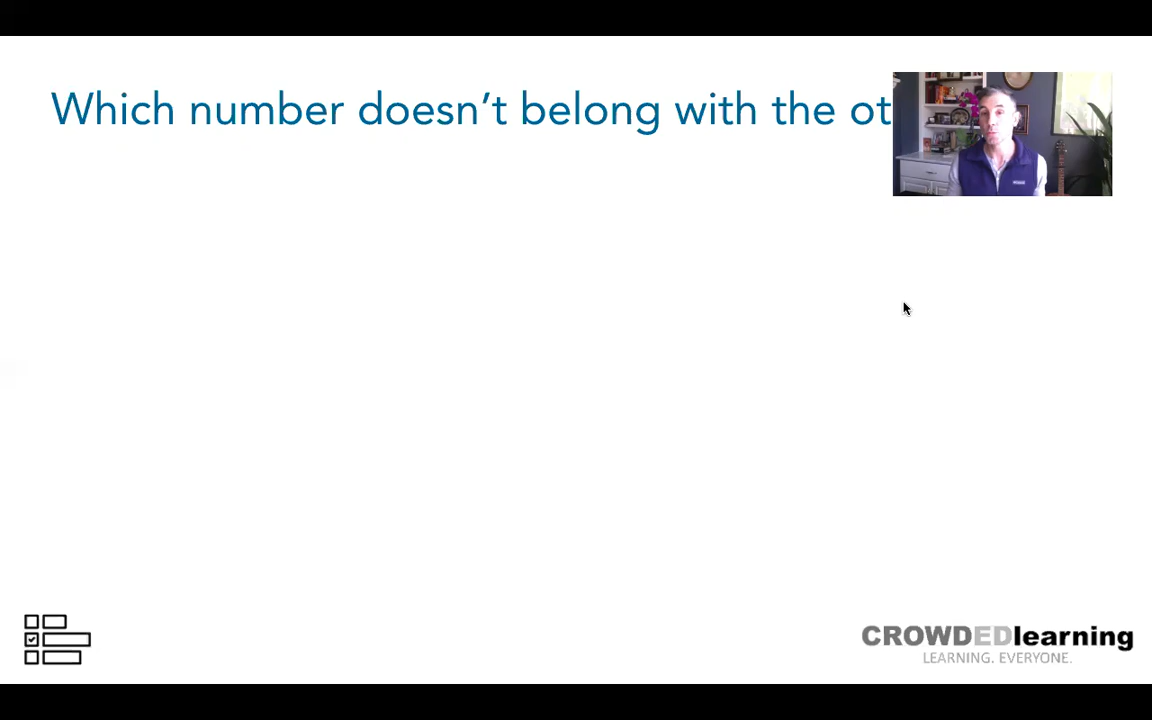 Which number doesn't belong with the ot
CROWDEDlearning
LEARNING. EVERYONE.